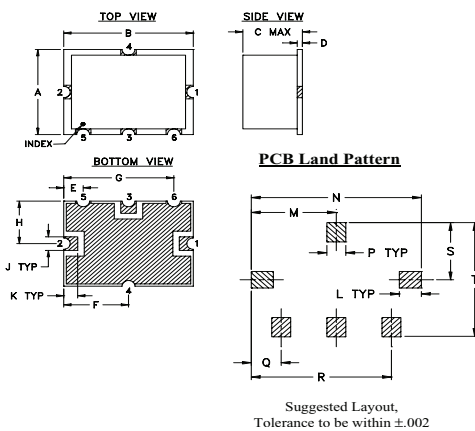 TOP VIEW
SIDE VIEW
B
4
C MAX
D
A
2
1
INDEX
5
3
6
BOTTOM VIEW
G
E
5
3
6
H
2
1
J TYP
K TYP
4
F
PCB Land Pattern
N
M
S
T
P TYP
L TYP
Q
R
Suggested Layout,
Tolerance to be within ±.002